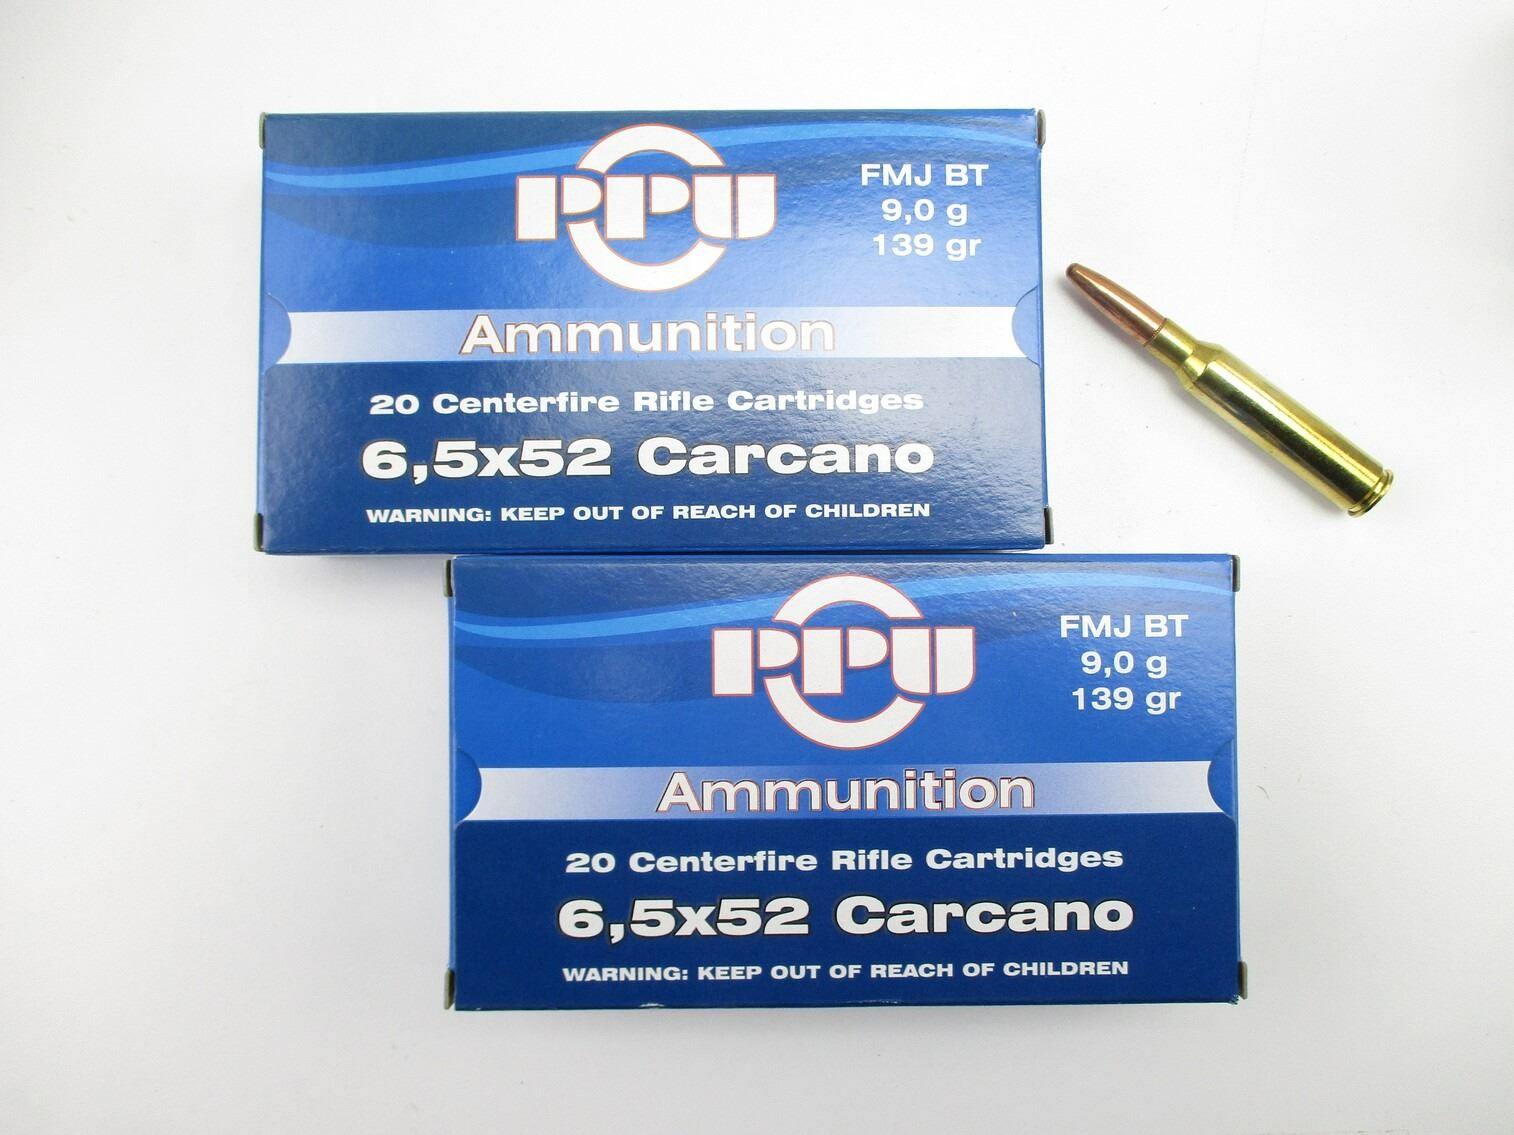 PPU
FMJ BT
9,0 g
139 gr
Ammunition
20 Centerfire Rifle Cartridges
6,5x52 Carcano
WARNING: KEEP OUT OF REACH OF CHILDREN
PPU
FMJ BT
9,0 g
139 gr
Ammunition
20 Centerfire Rifle Cartridges
6,5x52 Carcano
WARNING: KEEP OUT OF REACH OF CHILDREN